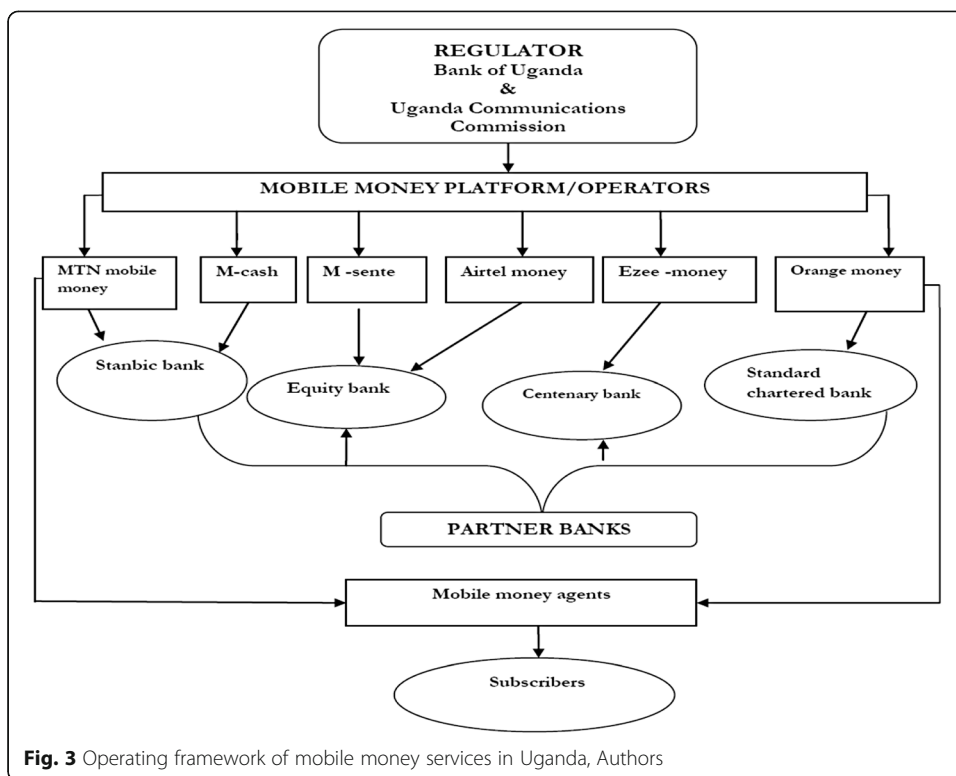 REGULATOR
Bank of Uganda
&
Uganda Communications
Commission
MOBILE MONEY PLATFORM/OPERATORS
MTN mobile
money
M-cash
M -sente
Airtel money
Ezee -money
Orange money
Stanbic bank
Equity bank
Centenary bank
Standard
chartered bank
PARTNER BANKS
Mobile money agents
Subscribers
Fig. 3 Operating framework of mobile money services in Uganda, Authors